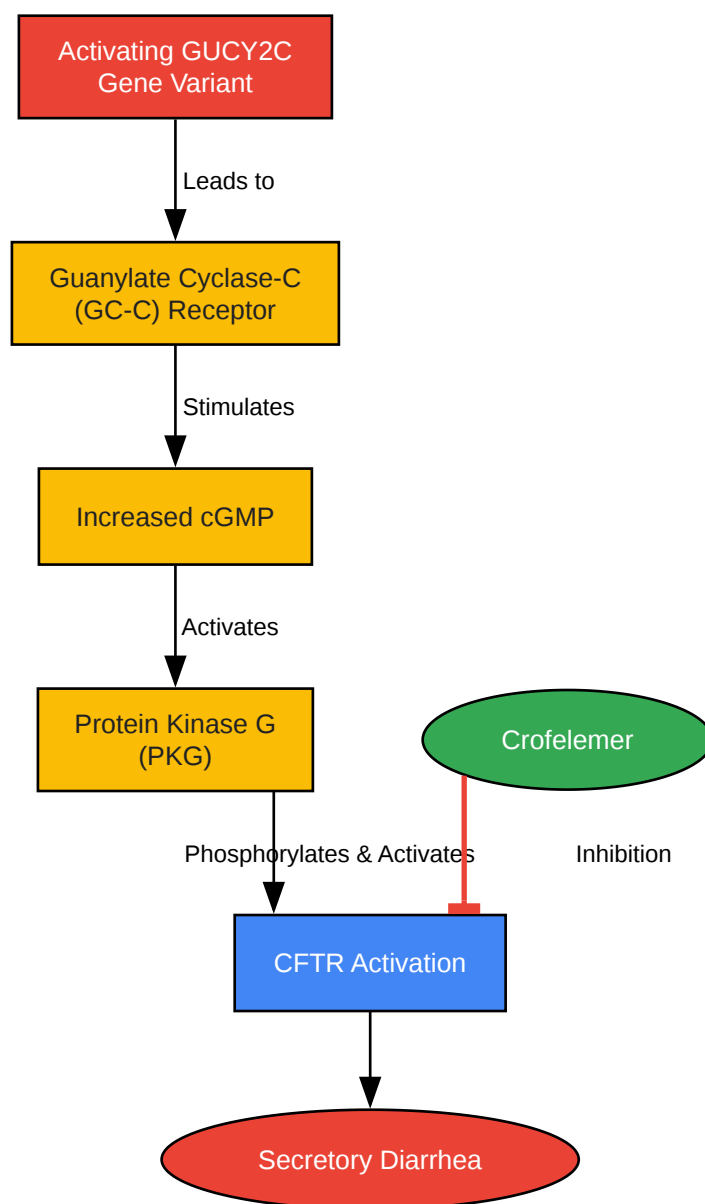 Activating GUCY2C
Gene Variant
Leads to
Guanylate Cyclase-C
(GC-C) Receptor
Stimulates
Increased cGMP
Activates
Protein Kinase G
(PKG)
Crofelemer
Phosphorylates & Activates
Inhibition
CFTR Activation
Secretory Diarrhea